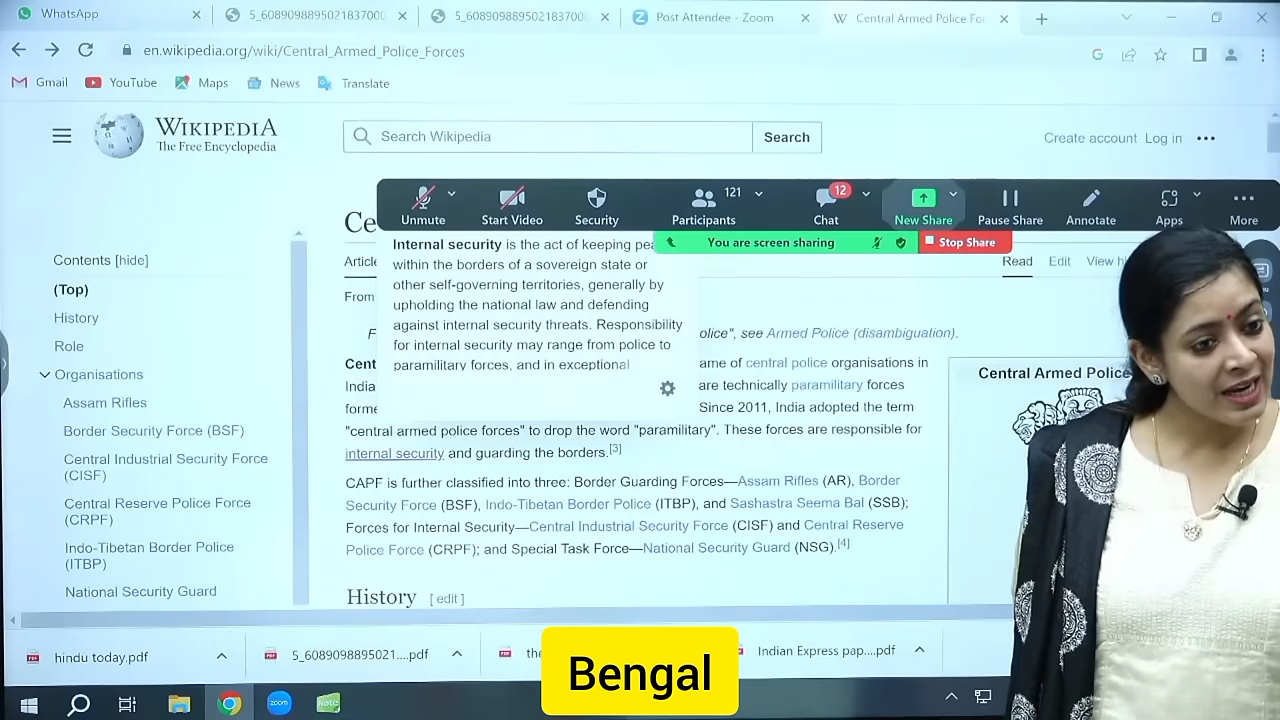 WhatsApp
5_6089098895021837000
5_608909889502183700
Post Attendee - Zoom
Central Armed Police For
en.wikipedia.org/wiki/Central_Armed_Police_Forces
Gmail
YouTube
Maps
News
Translate
WIKIPEDIA
The Free Encyclopedia
Search Wikipedia
Search
Create account
Log in
Unmute
Start Video
Security
121
Participants
12
Chat
New Share
Pause Share
Annotate
Apps
More
You are screen sharing
Stop Share
Ce
Contents [hide]
(Top)
History
Role
Organisations
Assam Rifles
Border Security Force (BSF)
Central Industrial Security Force
(CISF)
Central Reserve Police Force
(CRPF)
Indo-Tibetan Border Police
(ITBP)
National Security Guard
Article
Read
Edit
View h
From
Internal security is the act of keeping pea
within the borders of a sovereign state or
other self-governing territories, generally by
upholding the national law and defending
against internal security threats. Responsibility
for internal security may range from police to
paramilitary forces, and in exceptional
F
olice", see Armed Police (disambiguation).
Cent
ame of central police organisations in
India
are technically paramilitary forces
forme
Since 2011, India adopted the term
"central armed police forces" to drop the word "paramilitary". These forces are responsible for
internal security and guarding the borders.[3]
CAPF is further classified into three: Border Guarding Forces—Assam Rifles (AR), Border
Security Force (BSF), Indo-Tibetan Border Police (ITBP), and Sashastra Seema Bal (SSB);
Forces for Internal Security—Central Industrial Security Force (CISF) and Central Reserve
Police Force (CRPF); and Special Task Force—National Security Guard (NSG).[4]
History [ edit ]
Central Armed Police
hindu today.pdf
5_6089098895021....pdf
the
Indian Express pap....pdf
Bengal
zoom